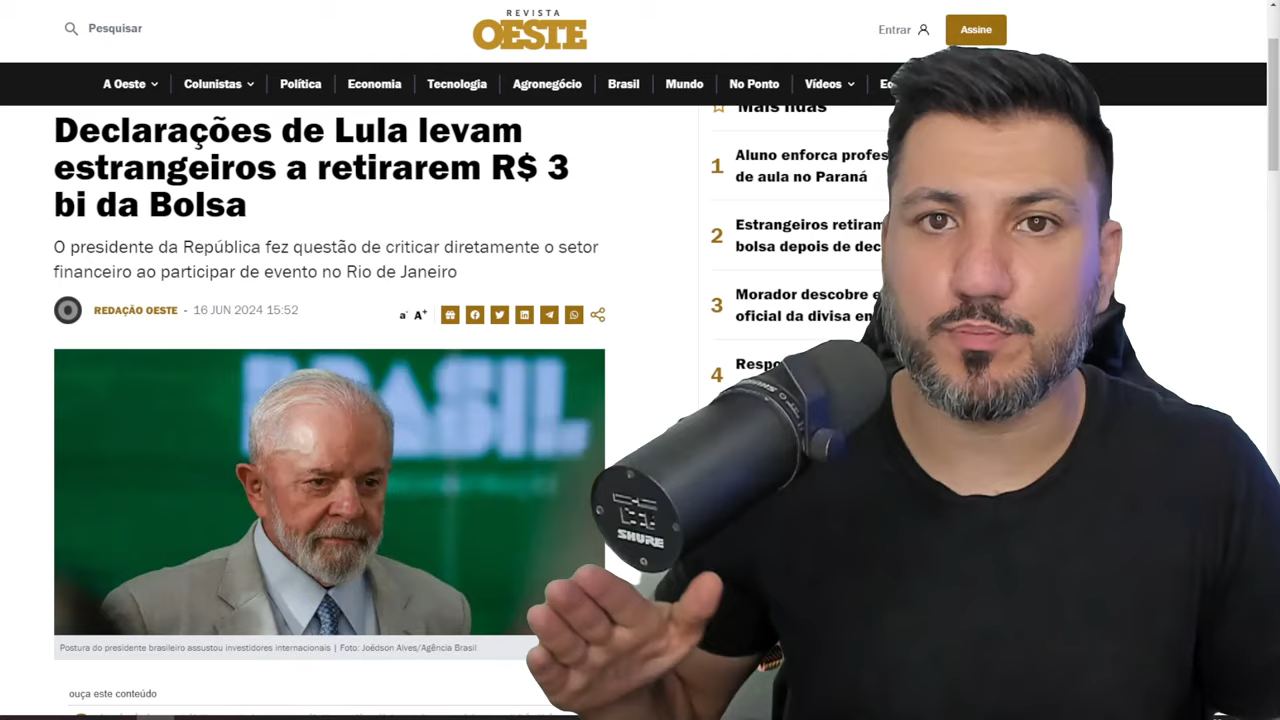 Pesquisar
REVISTA
OESTE
Entrar
Assine
A Oeste
Colunistas
Política
Economia
Tecnologia
Agronegócio
Brasil
Mundo
No Ponto
Vídeos
Declarações de Lula levam
estrangeiros a retirarem R$ 3
bi da Bolsa
O presidente da República fez questão de criticar diretamente o setor
financeiro ao participar de evento no Rio de Janeiro
REDAÇÃO OESTE - 16 JUN 2024 15:52
a- A+
BRASIL
Postura do presidente brasileiro assustou investidores internacionais | Foto: Joédson Alves/Agência Brasil
ouça este conteúdo
Mais lidas
1 Aluno enforca
de aula no Paraná
2 Estrangeiros retiram
bolsa depois de
3 Morador descobre
oficial da divisa
4
SHURE